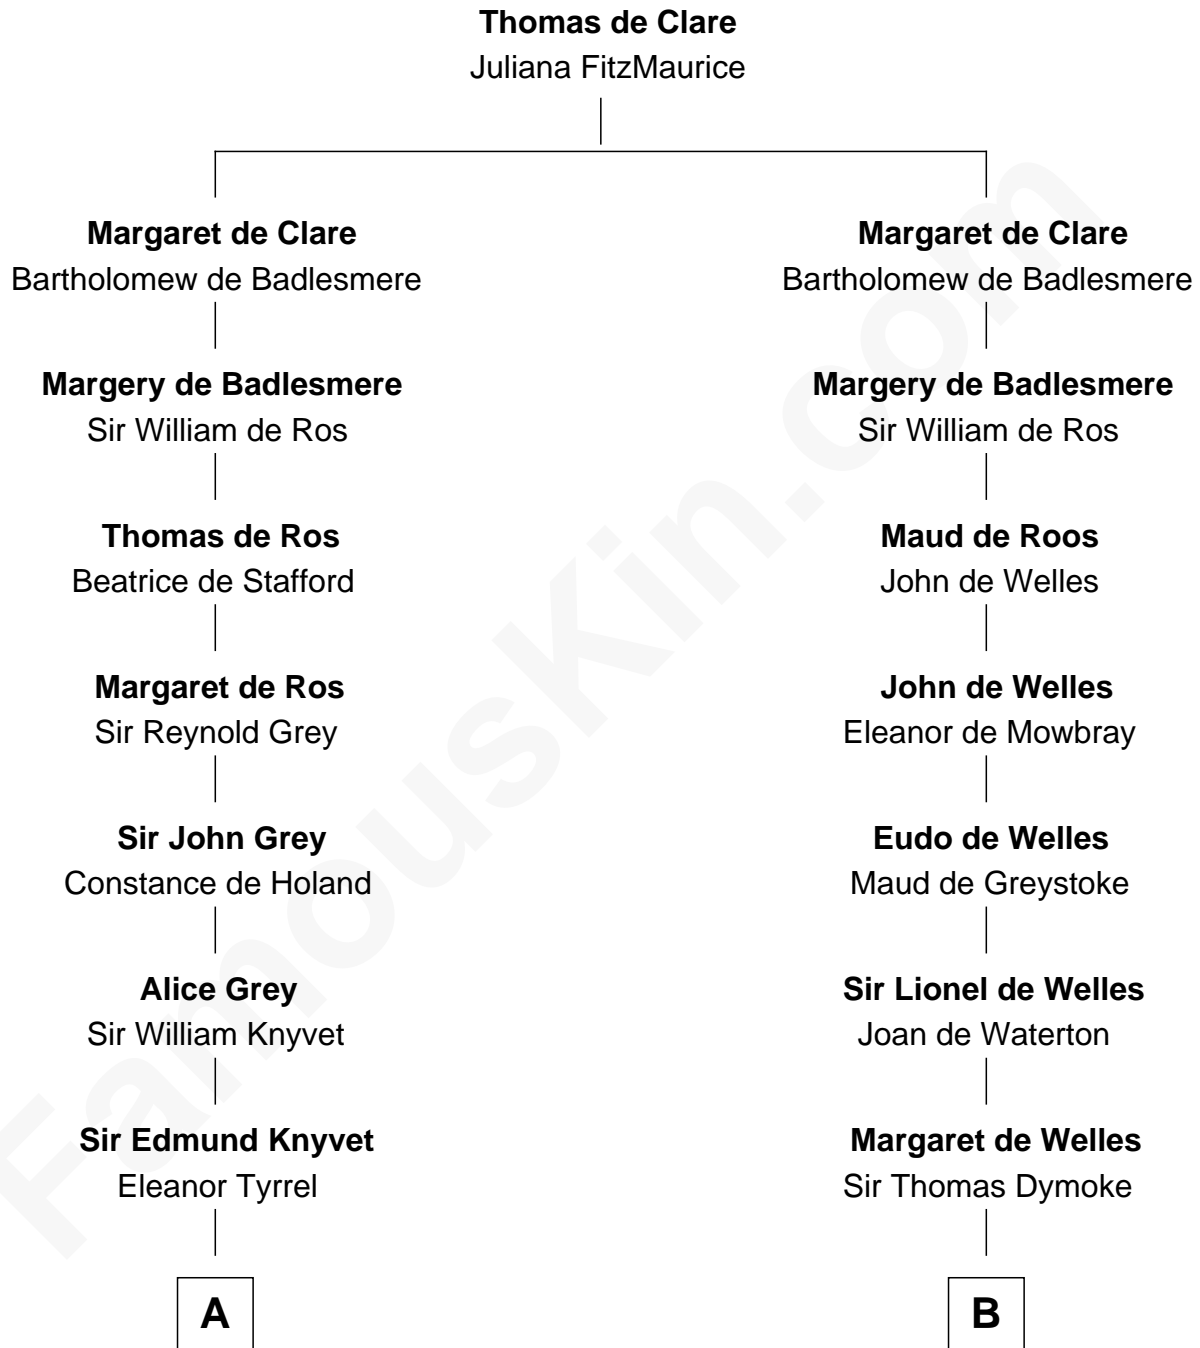 Thomas de Clare
Juliana FitzMaurice
Margaret de Clare
Bartholomew de Badlesmere
Margery de Badlesmere
Sir William de Ros
Thomas de Ros
Beatrice de Stafford
Margaret de Ros
Sir Reynold Grey
Sir John Grey
Constance de Holand
Alice Grey
Sir William Knyvet
Sir Edmund Knyvet
Eleanor Tyrrel
A
Margaret de Clare
Bartholomew de Badlesmere
Margery de Badlesmere
Sir William de Ros
Maud de Roos
John de Welles
John de Welles
Eleanor de Mowbray
Eudo de Welles
Maud de Greystoke
Sir Lionel de Welles
Joan de Waterton
Margaret de Welles
Sir Thomas Dymoke
B
FamousKin.com